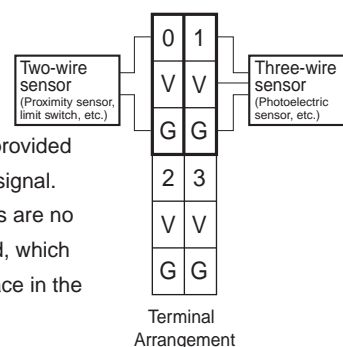 0 1
Two-wire
sensor
(Proximity sensor,
limit switch, etc.)
V V
Three-wire
sensor
(Photoelectric
sensor, etc.)
G G
provided
signal.
2 3
s are no
V V
d, which
G G
ace in the
Terminal
Arrangement